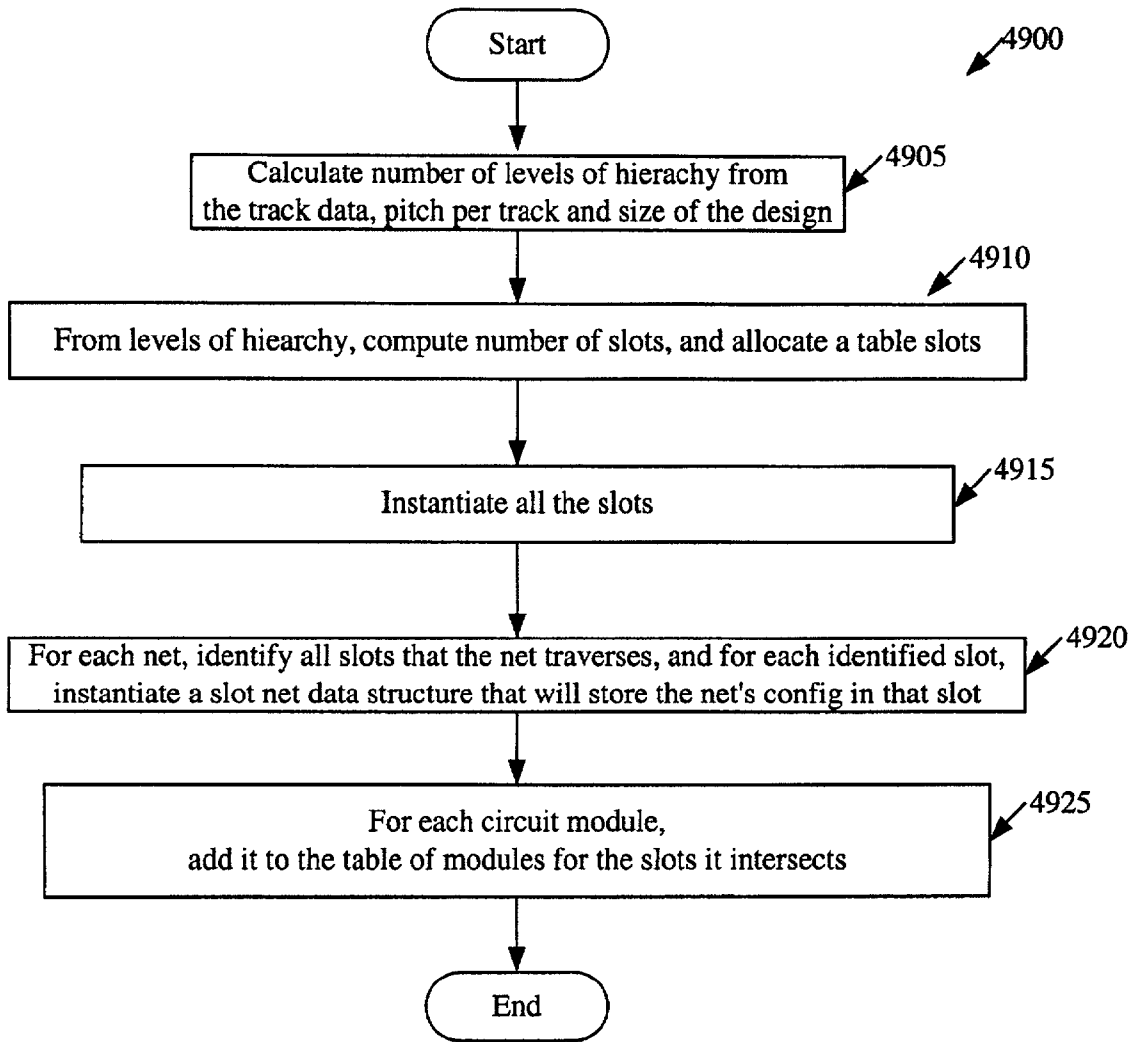 Start
4900
4905
Calculate number of levels of hierachy from
the track data, pitch per track and size of the design
4910
From levels of hiearchy, compute number of slots, and allocate a table slots
4915
Instantiate all the slots
4920
For each net, identify all slots that the net traverses, and for each identified slot,
instantiate a slot net data structure that will store the net's config in that slot
4925
For each circuit module,
add it to the table of modules for the slots it intersects
End